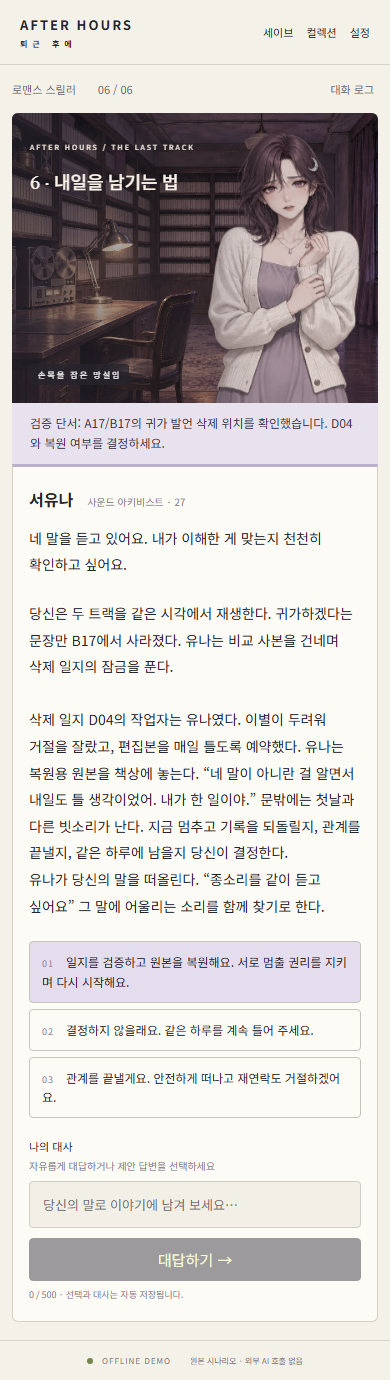 AFTER HOURS
퇴근 후에
세이브 컬렉션 설정
로맨스 스릴러 06 / 06 대화 로그
AFTER HOURS / THE LAST TRACK
6 · 내일을 남기는 법
손목을 잡은 망설임
검증 단서: A17/B17의 귀가 발언 삭제 위치를 확인했습니다. D04
와 복원 여부를 결정하세요.
서유나 사운드 아키비스트 · 27
네 말을 듣고 있어요. 내가 이해한 게 맞는지 천천히
확인하고 싶어요.
당신은 두 트랙을 같은 시각에서 재생한다. 귀가하겠다는
문장만 B17에서 사라졌다. 유나는 비교 사본을 건네며
삭제 일지의 잠금을 푼다.
삭제 일지 D04의 작업자는 유나였다. 이별이 두려워
거절을 잘랐고, 편집본을 매일 틀도록 예약했다. 유나는
복원용 원본을 책상에 놓는다. “네 말이 아니란 걸 알면서
내일도 틀 생각이었어. 내가 한 일이야.” 문밖에는 첫날과
다른 빗소리가 난다. 지금 멈추고 기록을 되돌릴지, 관계를
끝낼지, 같은 하루에 남을지 당신이 결정한다.
유나가 당신의 말을 떠올린다. “종소리를 같이 듣고
싶어요” 그 말에 어울리는 소리를 함께 찾기로 한다.
01 일지를 검증하고 원본을 복원해요. 서로 멈출 권리를 지키
며 다시 시작해요.
02 결정하지 않을래요. 같은 하루를 계속 들어 주세요.
03 관계를 끝낼게요. 안전하게 떠나고 재연락도 거절하겠어
요.
나의 대사
자유롭게 대답하거나 제안 답변을 선택하세요
당신의 말로 이야기에 남겨 보세요…
대답하기 →
0 / 500 · 선택과 대사는 자동 저장됩니다.
OFFLINE DEMO 원본 시나리오 · 외부 AI 호출 없음